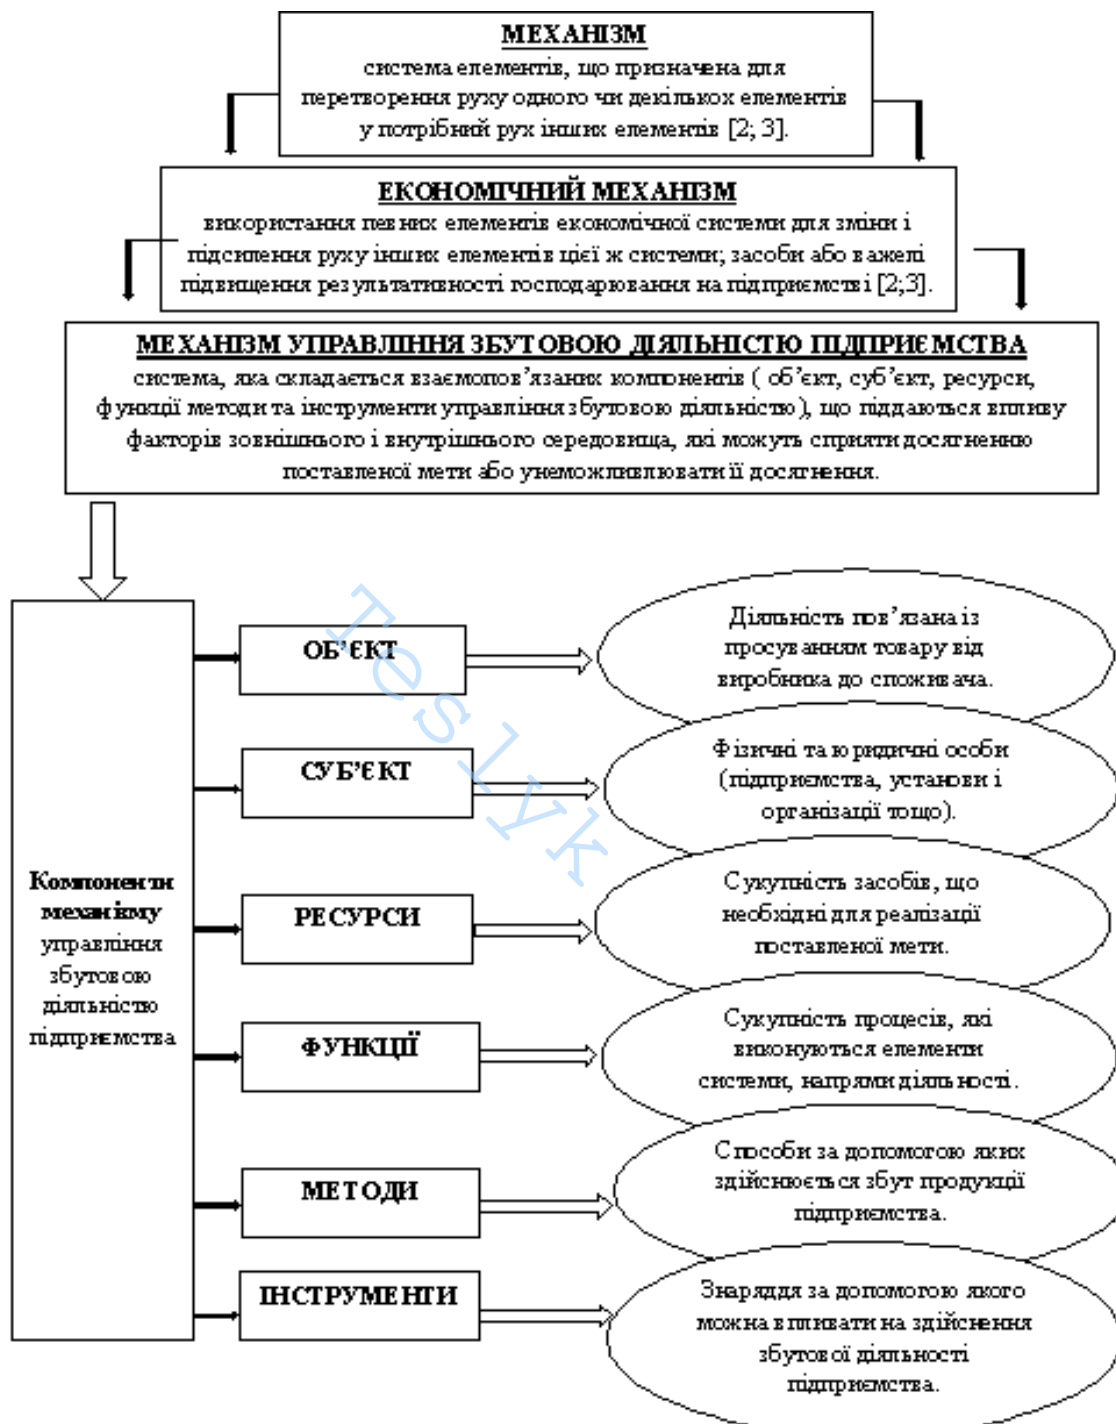 МЕХАНІЗМ
система елементів, що призначена для
перетворення руху одного чи декількох елементів
у потрібний рух інших елементів [2; 3].
ЕКОНОМІЧНИЙ МЕХАНІЗМ
використання певних елементів економічної системи для зміни і
підсилення руху інших елементів цієї ж системи; засоби або важелі
підвищення результативності господарювання на підприємстві [2;3].
МЕХАНІЗМ УПРАВЛІННЯ ЗБУТОВОЮ ДІЯЛЬНІСТЮ ПІДПРИЄМСТВА
система, яка складається взаємопов’язаних компонентів ( об’єкт, суб’єкт, ресурси,
функції методи та інструменти управління збутовою діяльністю), що піддаються впливу
факторів зовнішнього і внутрішнього середовища, які можуть сприяти досягненню
поставленої мети або унеможливлювати її досягнення.
Компоненти
механізму
управління
збутовою
діяльністю
підприємства
ОБ’ЄКТ
Діяльність пов’язана із
просуванням товару від
виробника до споживача.
СУБ’ЄКТ
Фізичні та юридичні особи
(підприємства, установи і
організації тощо).
РЕСУРСИ
Сукупність засобів, що
необхідні для реалізації
поставленої мети.
ФУНКЦІЇ
Сукупність процесів, які
виконуються елементи
системи, напрями діяльності.
МЕТОДИ
Способи за допомогою яких
здійснюється збут продукції
підприємства.
ІНСТРУМЕНТИ
Знаряддя за допомогою якого
можна впливати на здійснення
збутової діяльності
підприємства.
Teslyk